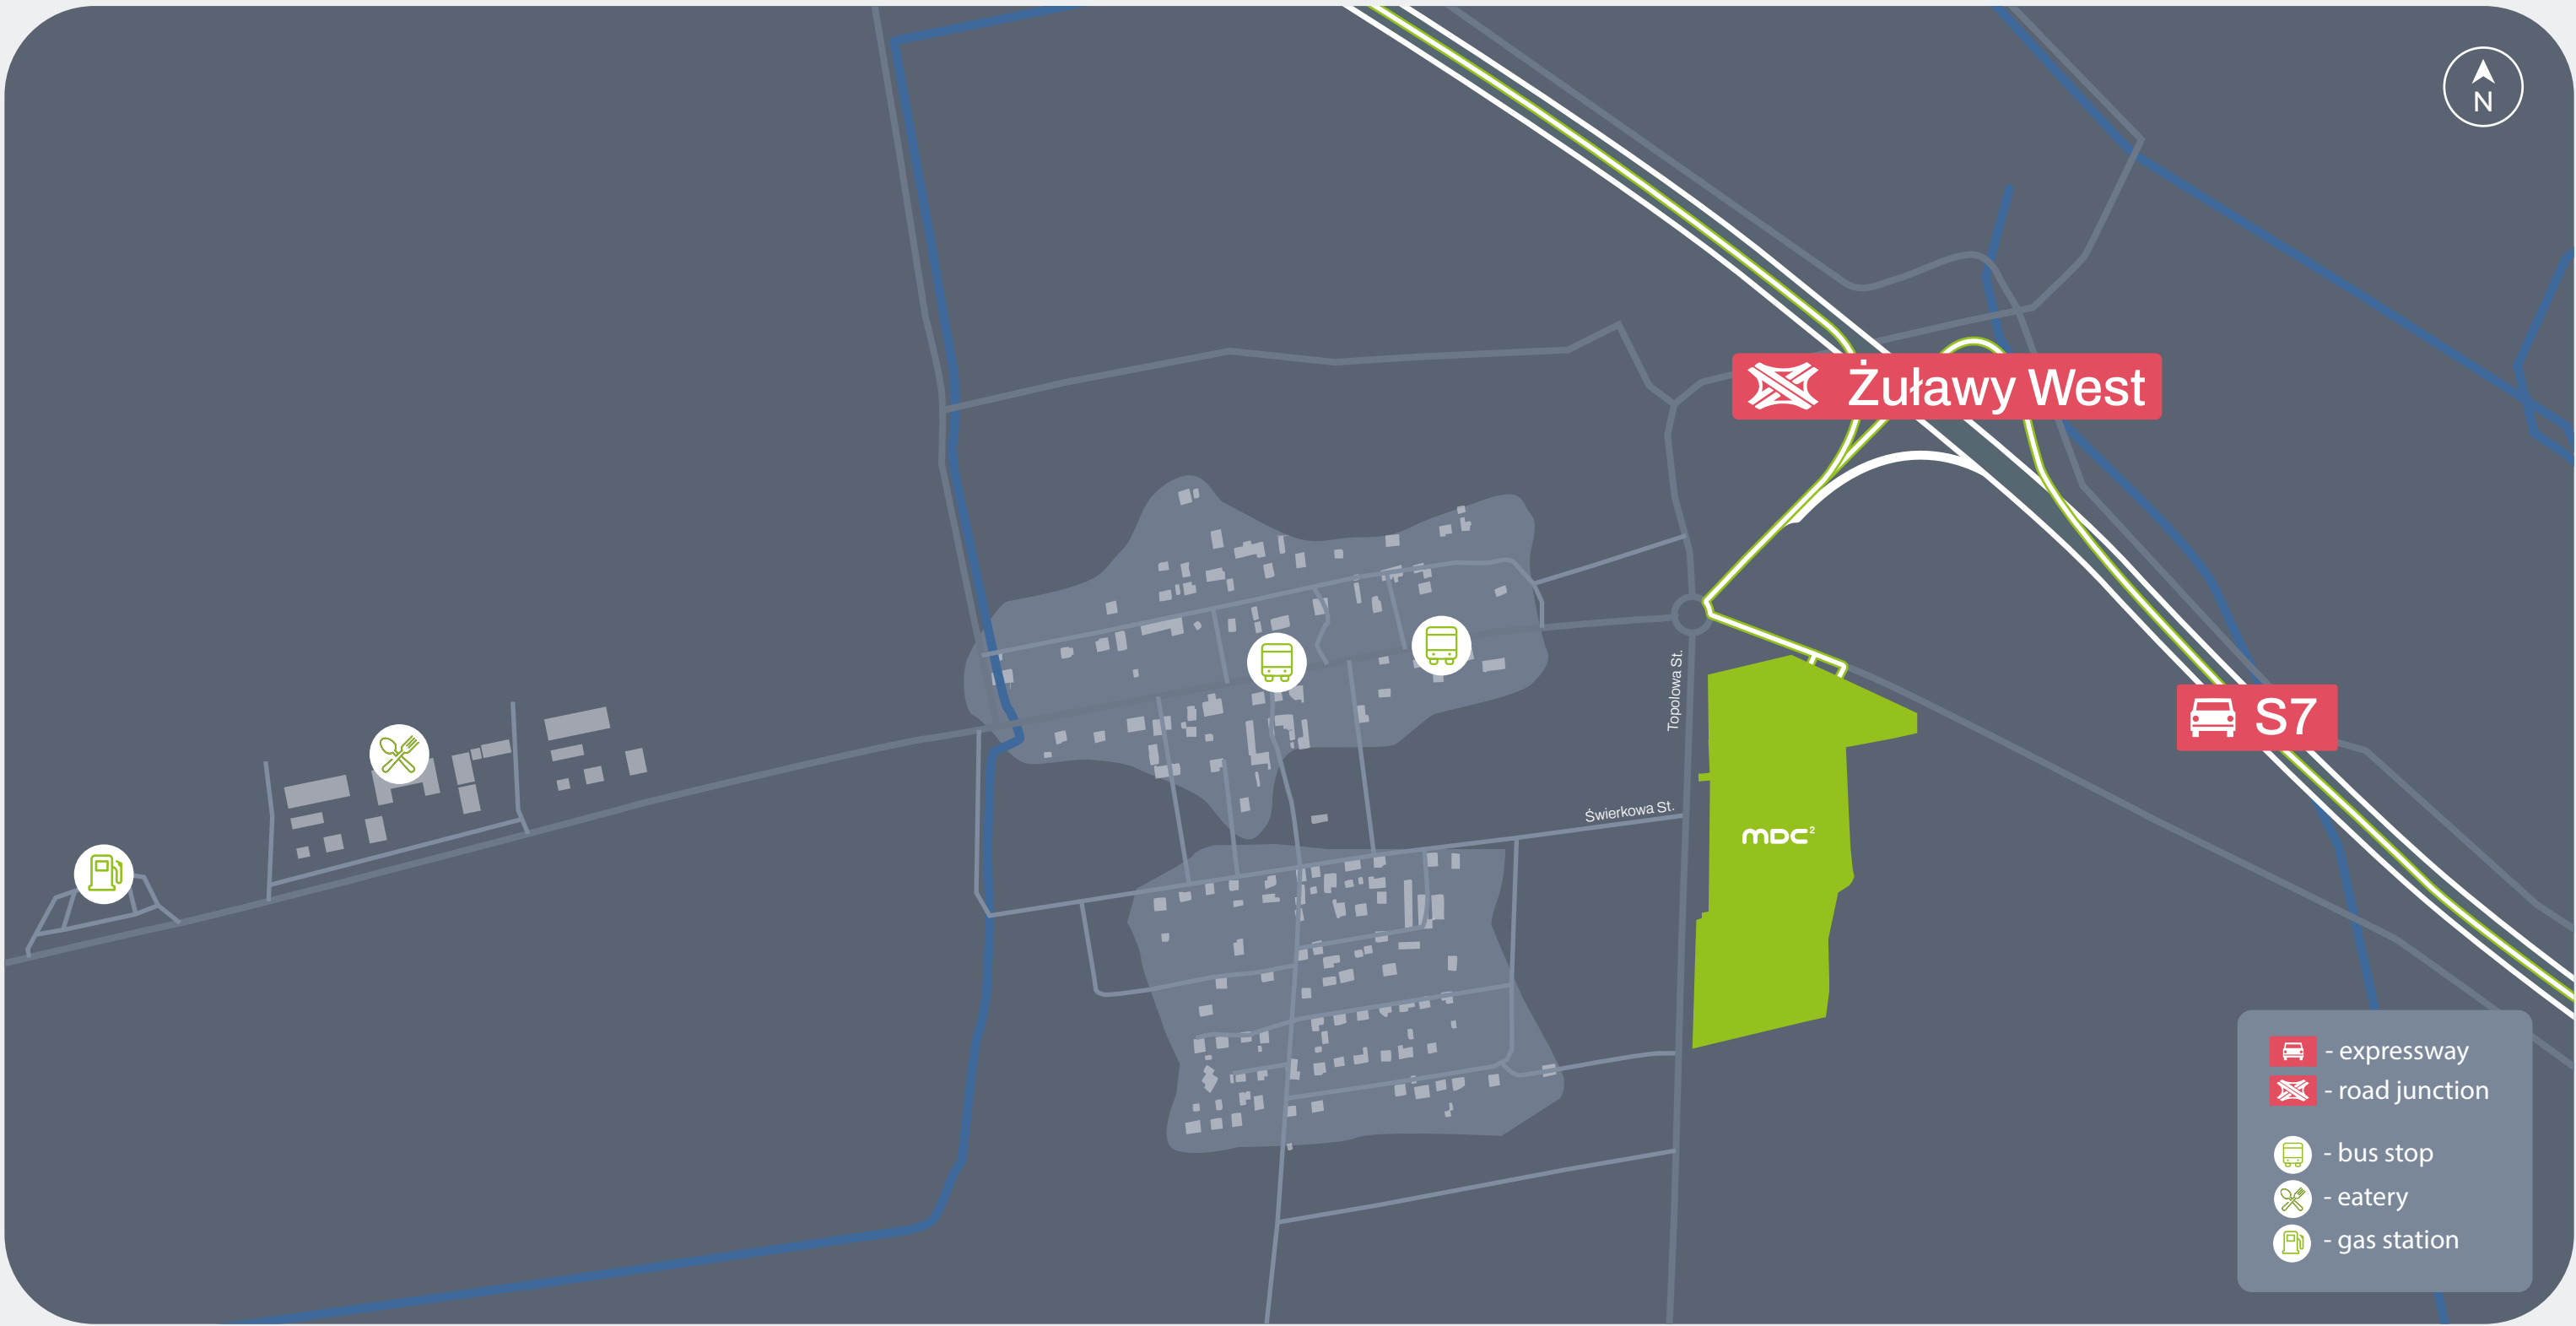 N
Żuławy West
Topolowa St.
S7
Świerkowa St.
MDC²
- expressway
- road junction
- bus stop
- eatery
- gas station